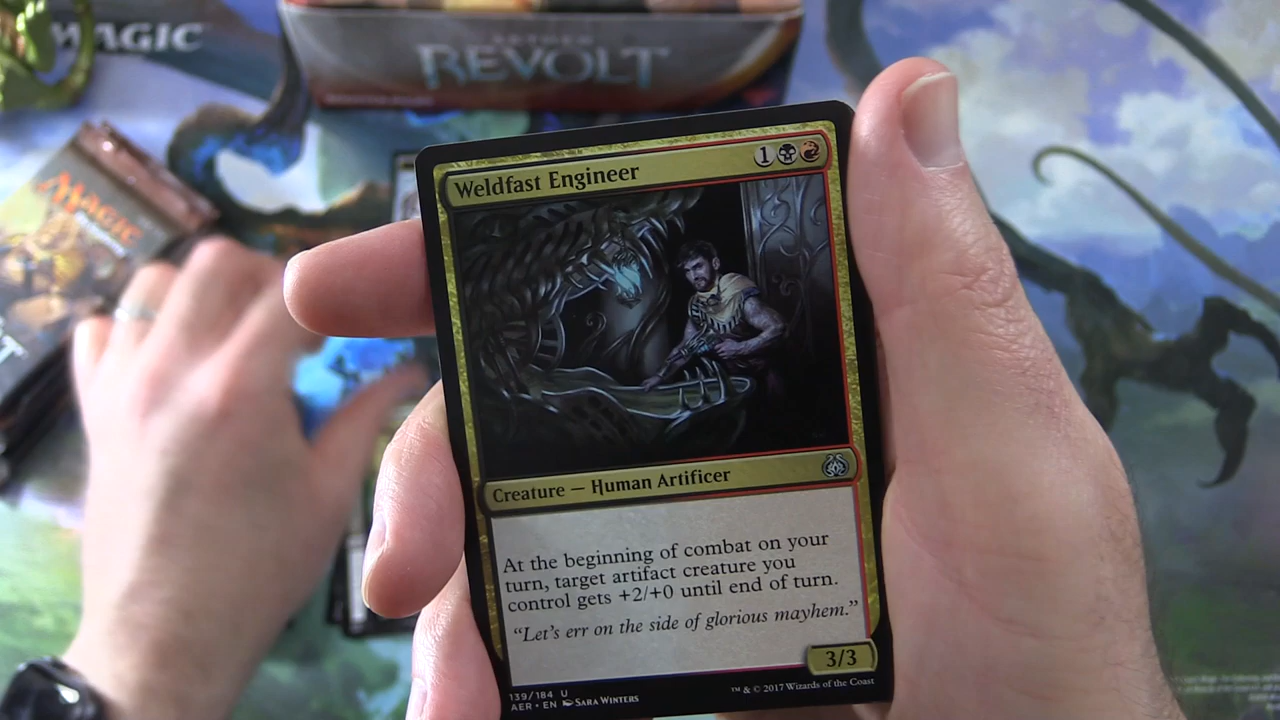 MAGIC
REVOLT
MAGIC
Weldfast Engineer
1
Creature — Human Artificer
At the beginning of combat on your
turn, target artifact creature you
control gets +2/+0 until end of turn.
“Let’s err on the side of glorious mayhem.”
3/3
139/184 U
AER • EN Sara Winters
™ & © 2017 Wizards of the Coast